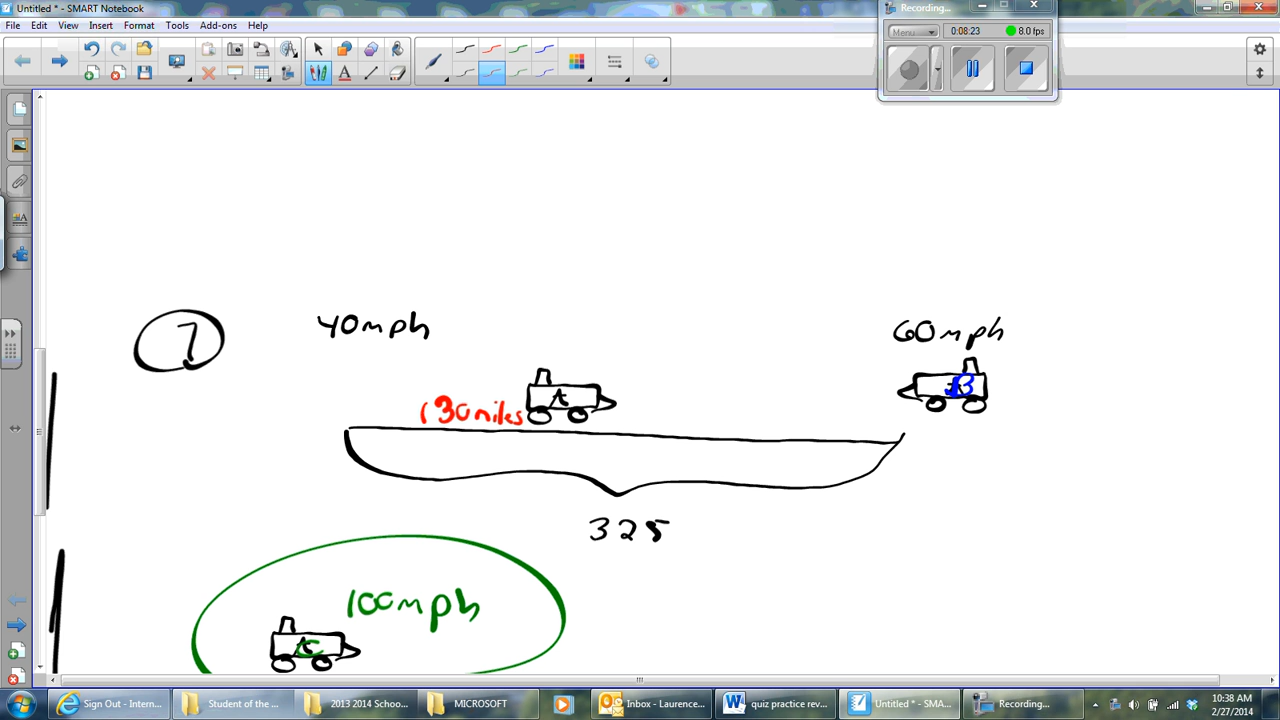 Untitled * - SMART Notebook
Recording...
File Edit View Insert Format Tools Add-ons Help
Menu 0:08:23 8.0 fps
7 40mph 60mph
A B
130miles
325
100mph
C
Sign Out - Intern... Student of the ... 2013 2014 Schoo... MICROSOFT Inbox - Laurence... quiz practice rev... Untitled * - SMA... Recording... 10:38 AM
2/27/2014